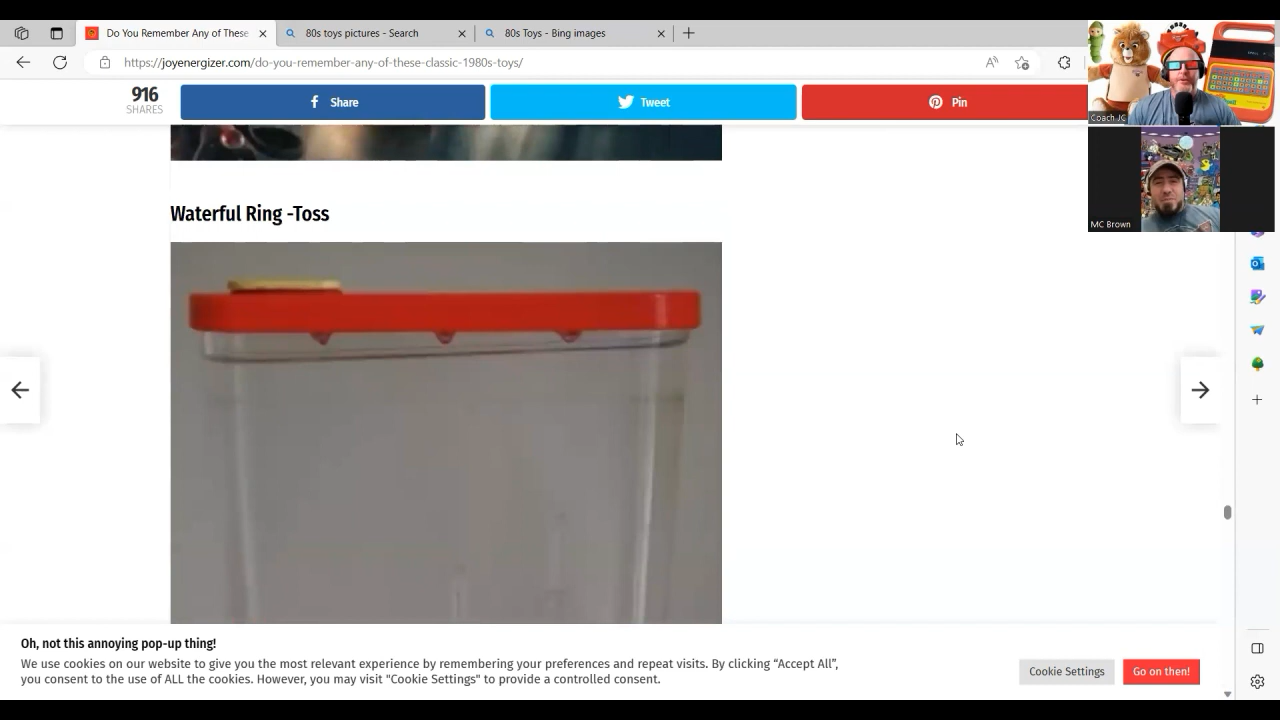 Do You Remember Any of These
80s toys pictures - Search
80s Toys - Bing images
https://joyenergizer.com/do-you-remember-any-of-these-classic-1980s-toys/
916
SHARES
Share
Tweet
Pin
Coach JC
MC Brown
Waterful Ring -Toss
Oh, not this annoying pop-up thing!
We use cookies on our website to give you the most relevant experience by remembering your preferences and repeat visits. By clicking “Accept All”,
you consent to the use of ALL the cookies. However, you may visit "Cookie Settings" to provide a controlled consent.
Cookie Settings
Go on then!